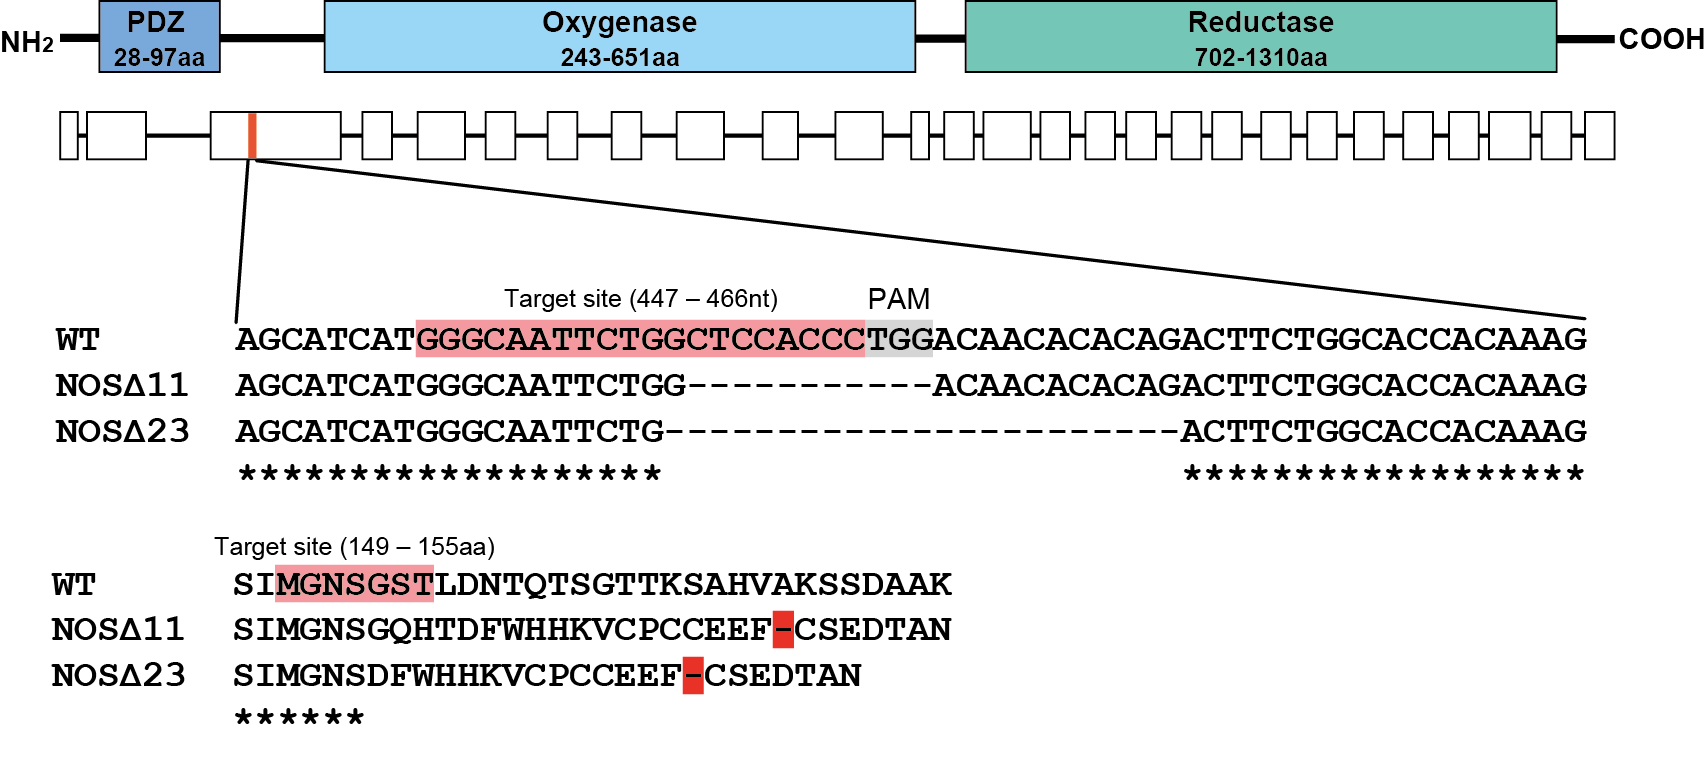 NH2 PDZ Oxygenase Reductase COOH
28-97aa 243-651aa 702-1310aa
Target site (447 – 466nt) PAM
WT AGCATCATGGGCAATTCTGGCTCCACCCTGGACAACACACAGACTTCTGGCACCACAAAG
NOSΔ11 AGCATCATGGGCAATTCTGG-----------ACAACACACAGACTTCTGGCACCACAAAG
NOSΔ23 AGCATCATGGGCAATTCTG-----------------------ACTTCTGGCACCACAAAG
******************* ******************
Target site (149 – 155aa)
WT SIMGNSGSTLDNTQTSGTTKSAHVAKSSDAAK
NOSΔ11 SIMGNSGQHTDFWHHKVCPCCEEF-CSEDTAN
NOSΔ23 SIMGNSDFWHHKVCPCCEEF-CSEDTAN
******